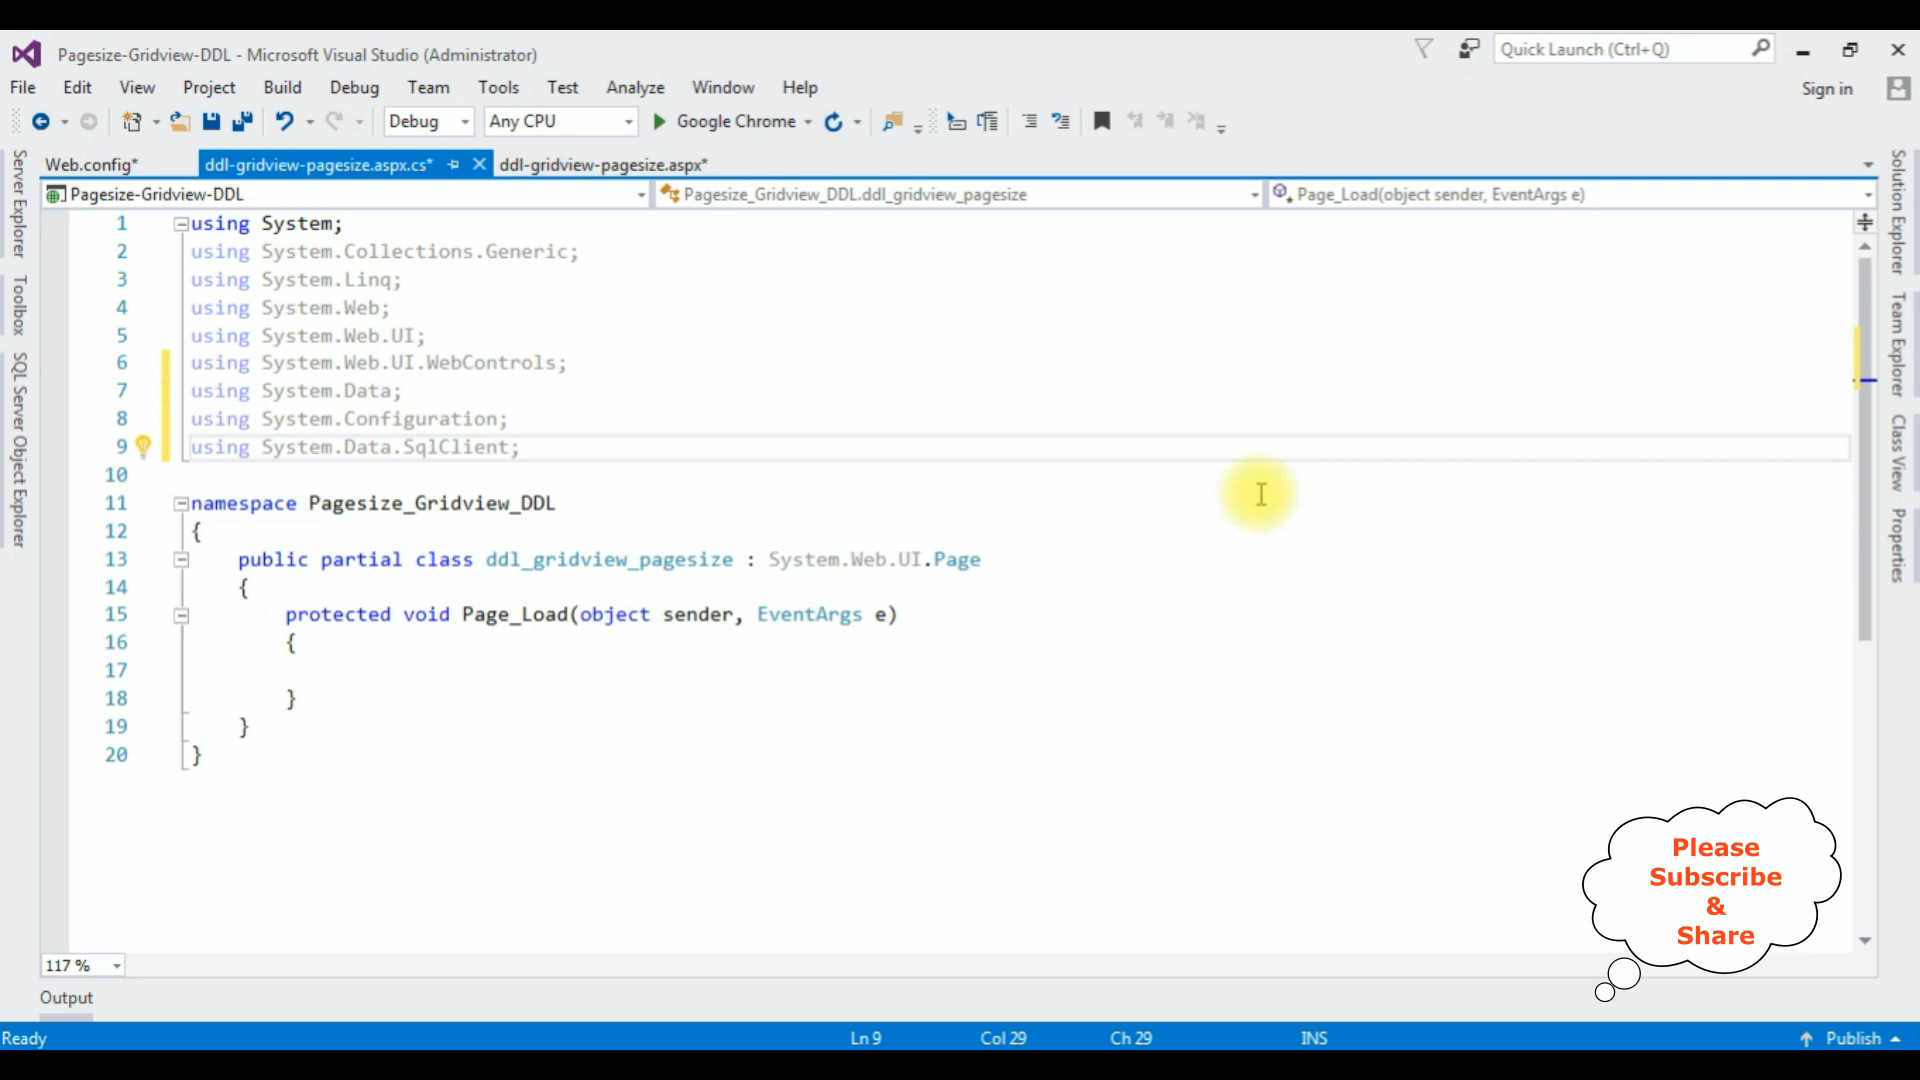 Pagesize-Gridview-DDL - Microsoft Visual Studio (Administrator)
Quick Launch (Ctrl+Q)
File Edit View Project Build Debug Team Tools Test Analyze Window Help
Sign in
Debug Any CPU Google Chrome
Web.config* ddl-gridview-pagesize.aspx.cs* ddl-gridview-pagesize.aspx*
Pagesize-Gridview-DDL Pagesize_Gridview_DDL.ddl_gridview_pagesize Page_Load(object sender, EventArgs e)
Server Explorer
Toolbox
SQL Server Object Explorer
1 using System;
2 using System.Collections.Generic;
3 using System.Linq;
4 using System.Web;
5 using System.Web.UI;
6 using System.Web.UI.WebControls;
7 using System.Data;
8 using System.Configuration;
9 using System.Data.SqlClient;
10
11 namespace Pagesize_Gridview_DDL
12 {
13 public partial class ddl_gridview_pagesize : System.Web.UI.Page
14 {
15 protected void Page_Load(object sender, EventArgs e)
16 {
17
18 }
19 }
20 }
Solution Explorer
Team Explorer
Class View
Properties
Please
Subscribe
&
Share
117 %
Output
Ready Ln 9 Col 29 Ch 29 INS Publish